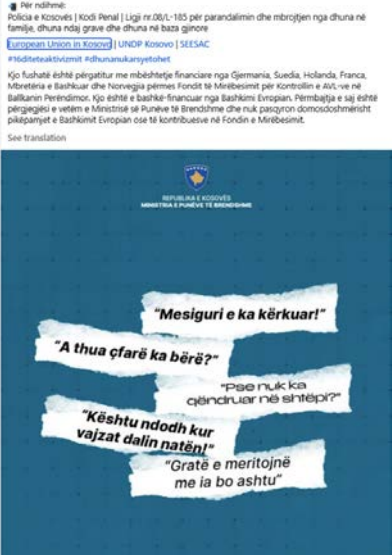 Për ndihmë:
Policia e Kosovës | Kodi Penal | Ligji nr.08/L-185 për parandalimin dhe mbrojtjen nga dhuna në
familje, dhuna ndaj grave dhe dhuna në baza gjinore
European Union in Kosovo | UNDP Kosovo | SEESAC
#16diteteaktivizmit #dhunanukarsyetohet
Kjo fushatë është përgatitur me mbështetje financiare nga Gjermania, Suedia, Holanda, Franca,
Mbretëria e Bashkuar dhe Norvegjia përmes Fondit të Mirëbesimit për Kontrollin e AVL-ve në
Ballkanin Perëndimor. Kjo është e bashkë-financuar nga Bashkimi Evropian. Përmbajtja e saj është
përgjegjësi e vetëm e Ministrisë së Punëve të Brendshme dhe nuk pasqyron domosdoshmërisht
pikëpamjet e Bashkimit Evropian ose të kontribuesve në Fondin e Mirëbesimit.
See translation
REPUBLIKA E KOSOVËS
MINISTRIA E PUNËVE TË BRENDSHME
"Mesiguri e ka kërkuar!"
"A thua çfarë ka bërë?"
"Pse nuk ka
qëndruar në shtëpi?"
"Kështu ndodh kur
vajzat dalin natën!"
"Gratë e meritojnë
me ia bo ashtu"